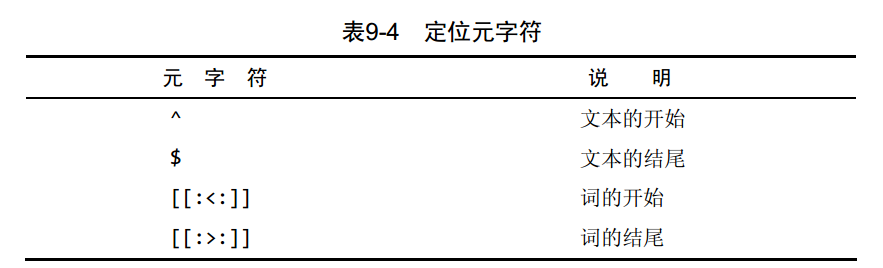 表9-4 定位元字符
元 字 符 说 明
^ 文本的开始
$ 文本的结尾
[[:<:]] 词的开始
[[:>:]] 词的结尾